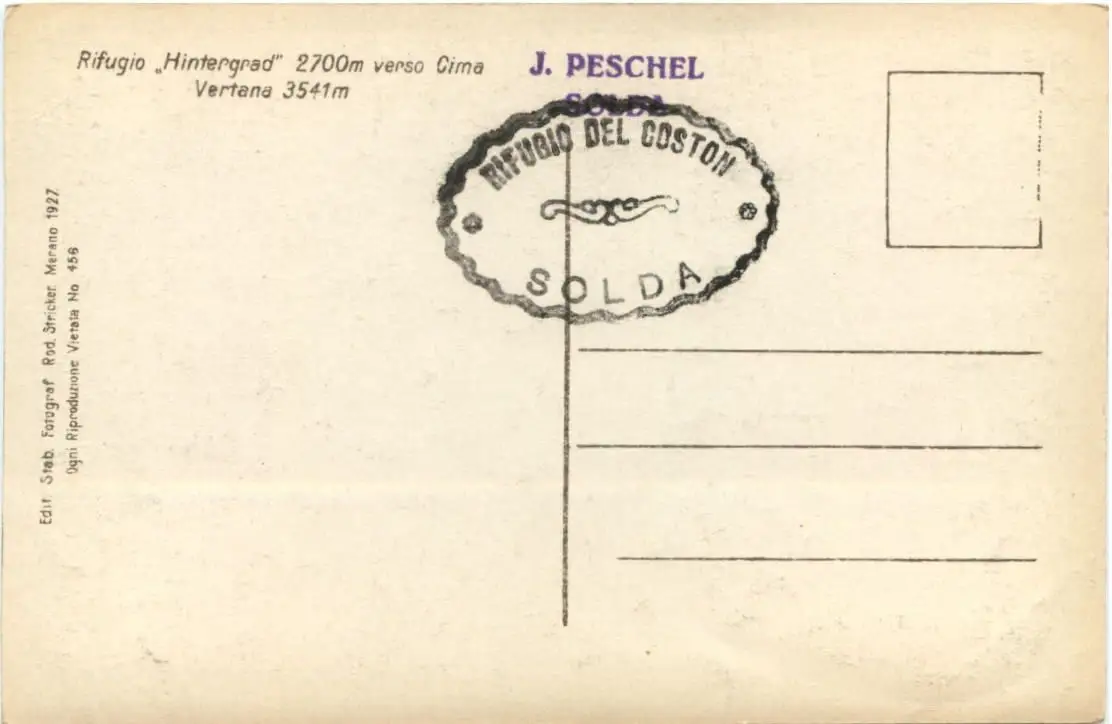 Rifugio „Hintergrad" 2700m verso Cima
Vertana 3541m
J. PESCHEL
SOLDA
RIFUGIO DEL COSTON
SOLDA
Edit. Stab. Fotograf. Rod. Stricker. Merano 1927.
Ogni Riproduzione Vietata No 456